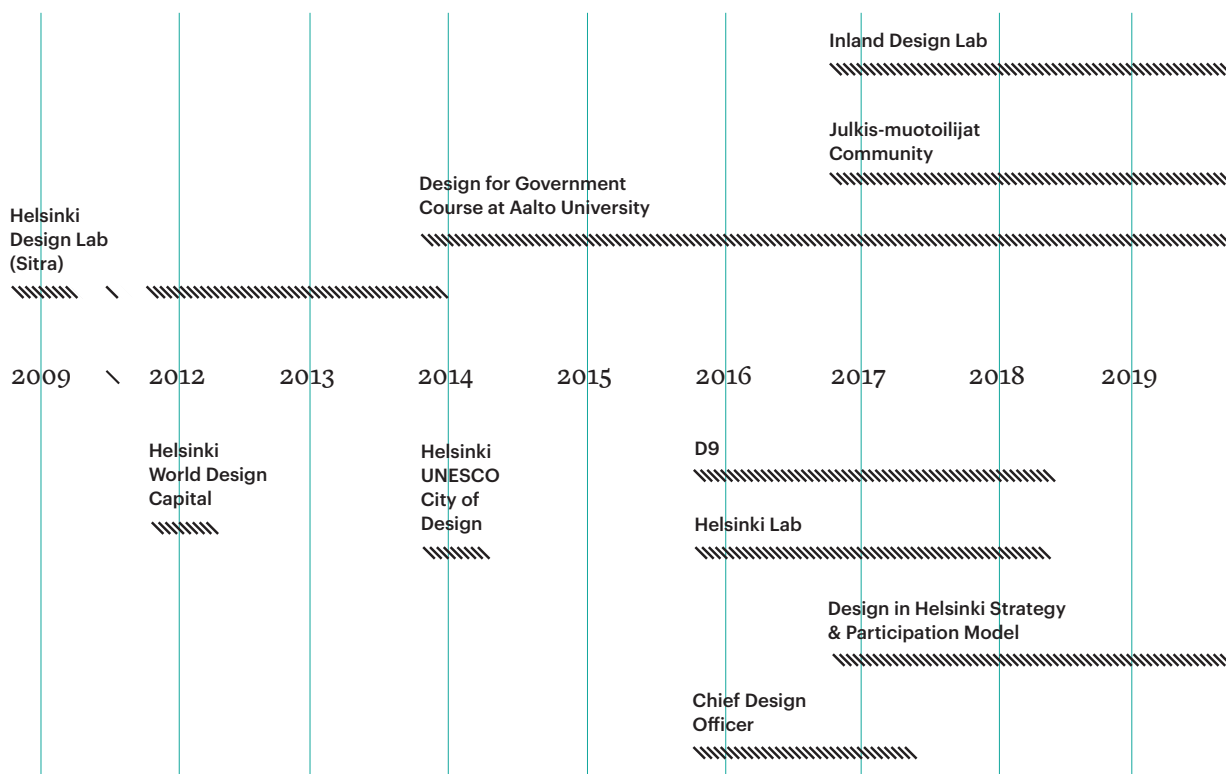 Inland Design Lab
Julkis-muotoilijat
Community
Design for Government
Course at Aalto University
Helsinki
Design Lab
(Sitra)
2009 2012 2013 2014 2015 2016 2017 2018 2019
Helsinki
World Design
Capital
Helsinki
UNESCO
City of
Design
D9
Helsinki Lab
Design in Helsinki Strategy
& Participation Model
Chief Design
Officer